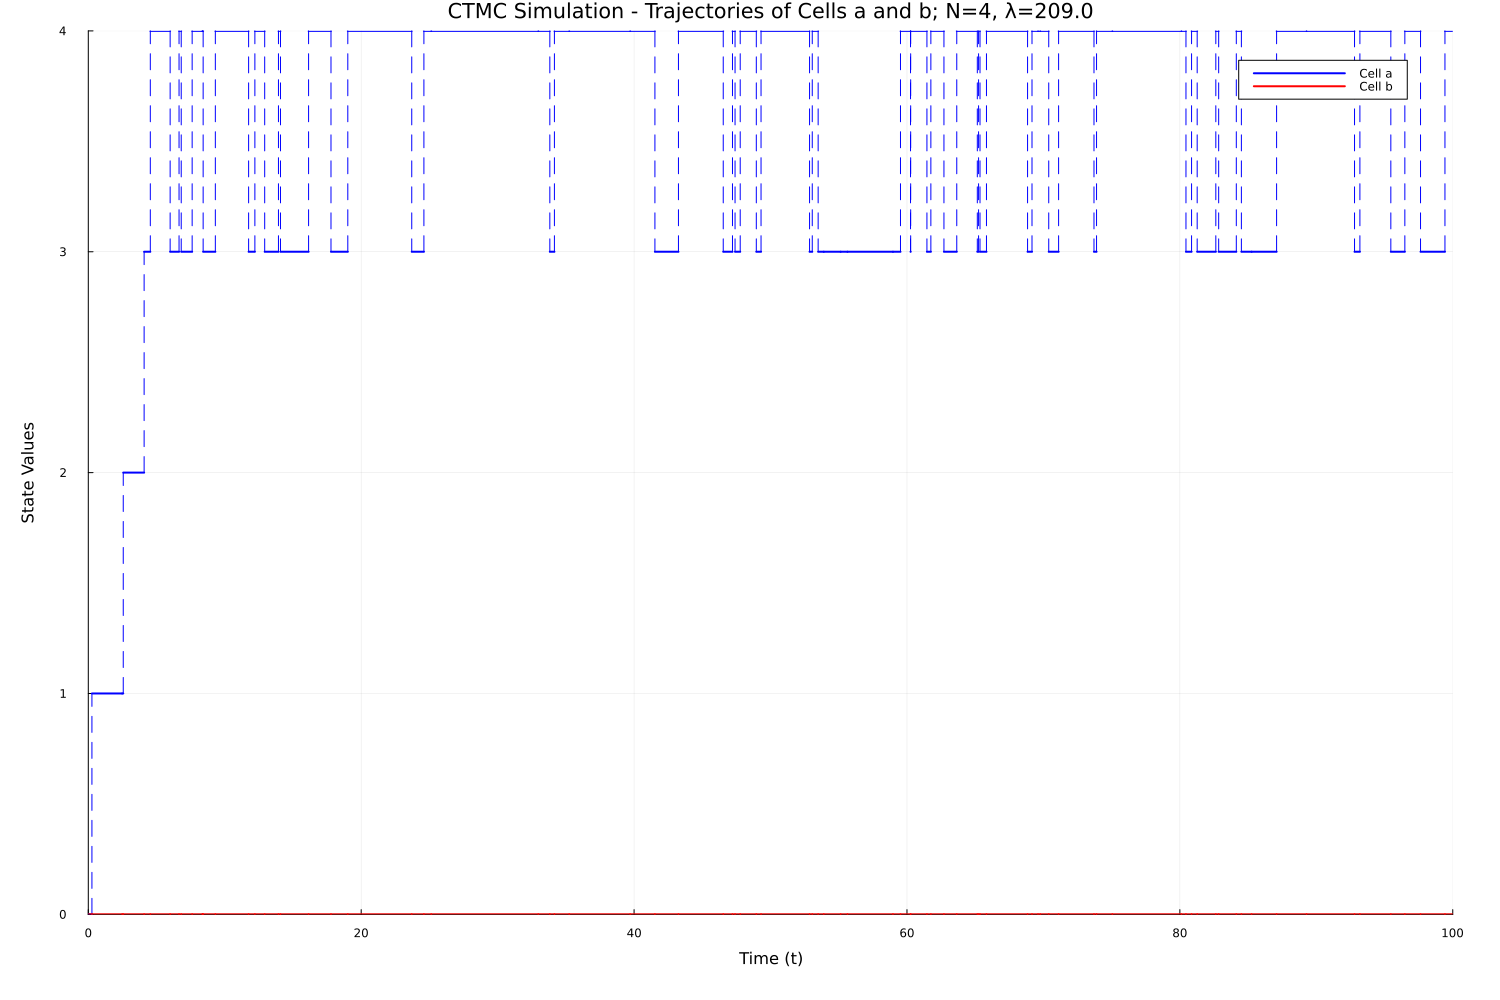 CTMC Simulation - Trajectories of Cells a and b; N=4, λ=209.0
4
Cell a
Cell b
3
State Values
2
1
0
0 20 40 60 80 100
Time (t)